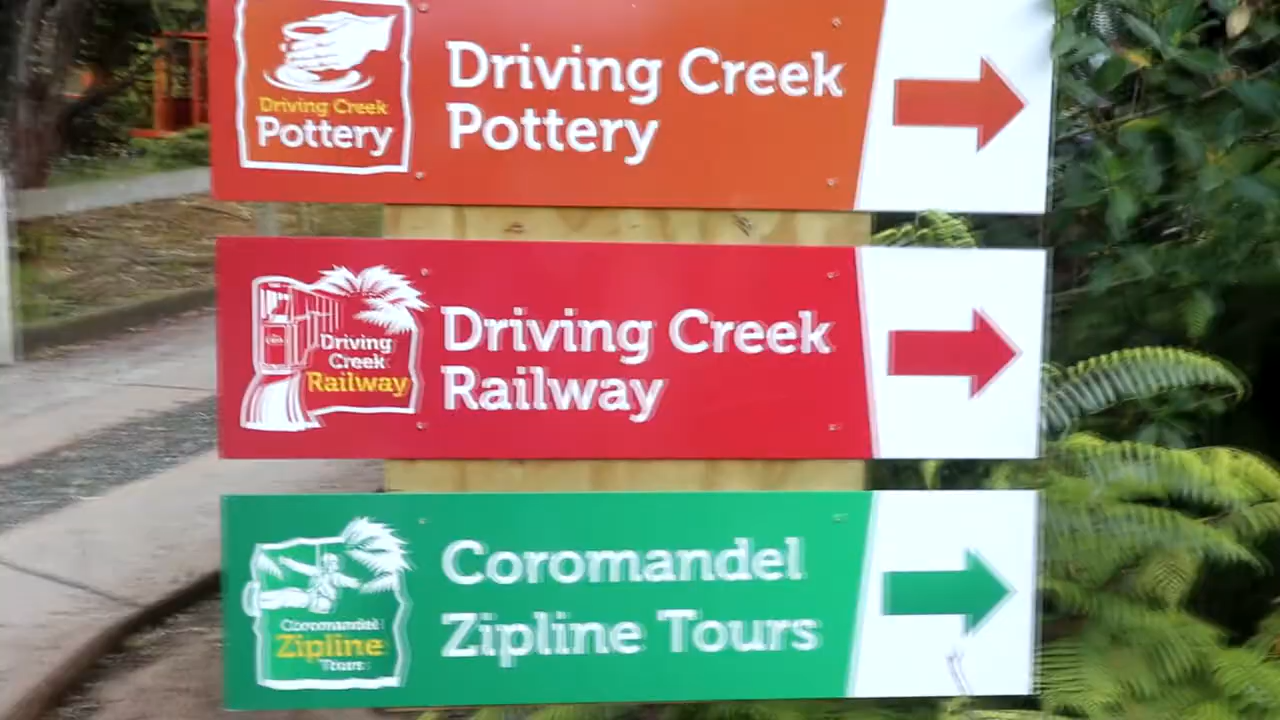 Driving Creek
Pottery
Driving Creek
Pottery
Driving
Creek
Railway
Driving Creek
Railway
Coromandel
Zipline
Tours
Coromandel
Zipline Tours